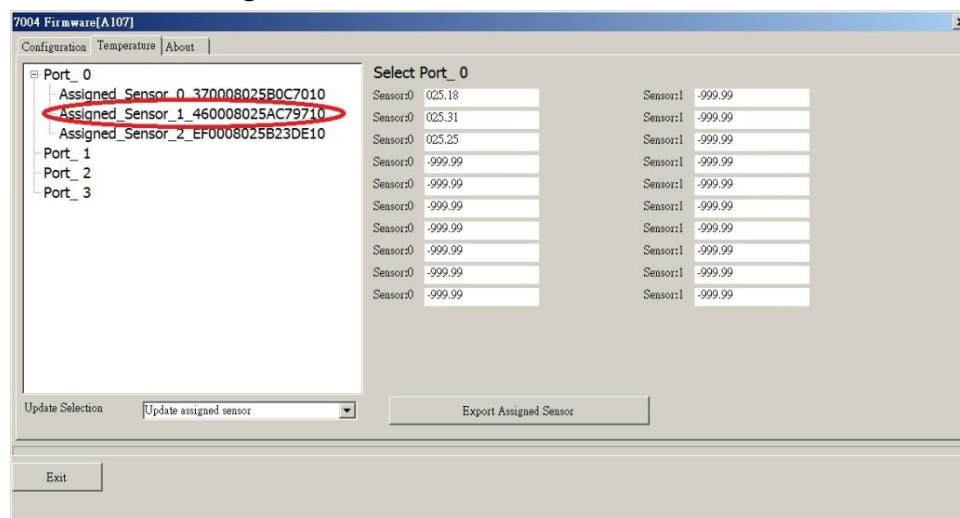 7004 Firmware[A107]
Configuration Temperature About
Port_ 0
Assigned_Sensor_0_370008025B0C7010
Assigned_Sensor_1_460008025AC79710
Assigned_Sensor_2_EF0008025B23DE10
Port_ 1
Port_ 2
Port_ 3
Select Port_ 0
Sensor:0 025.18 Sensor:1 -999.99
Sensor:0 025.31 Sensor:1 -999.99
Sensor:0 025.25 Sensor:1 -999.99
Sensor:0 -999.99 Sensor:1 -999.99
Sensor:0 -999.99 Sensor:1 -999.99
Sensor:0 -999.99 Sensor:1 -999.99
Sensor:0 -999.99 Sensor:1 -999.99
Sensor:0 -999.99 Sensor:1 -999.99
Sensor:0 -999.99 Sensor:1 -999.99
Sensor:0 -999.99 Sensor:1 -999.99
Update Selection Update assigned sensor Export Assigned Sensor
Exit